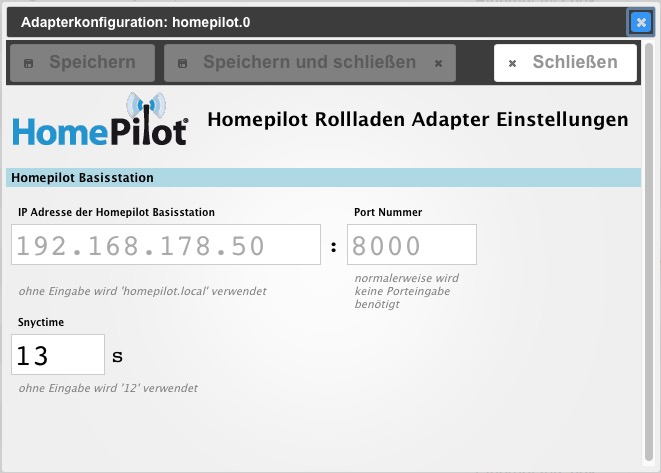 Adapterkonfiguration: homepilot.0
Speichern
Speichern und schließen
Schließen
HomePilot®
Homepilot Rollladen Adapter Einstellungen
Homepilot Basisstation
IP Adresse der Homepilot Basisstation
Port Nummer
192.168.178.50
:
8000
ohne Eingabe wird 'homepilot.local' verwendet
normalerweise wird
keine Porteingabe
benötigt
Snyctime
13 s
ohne Eingabe wird '12' verwendet